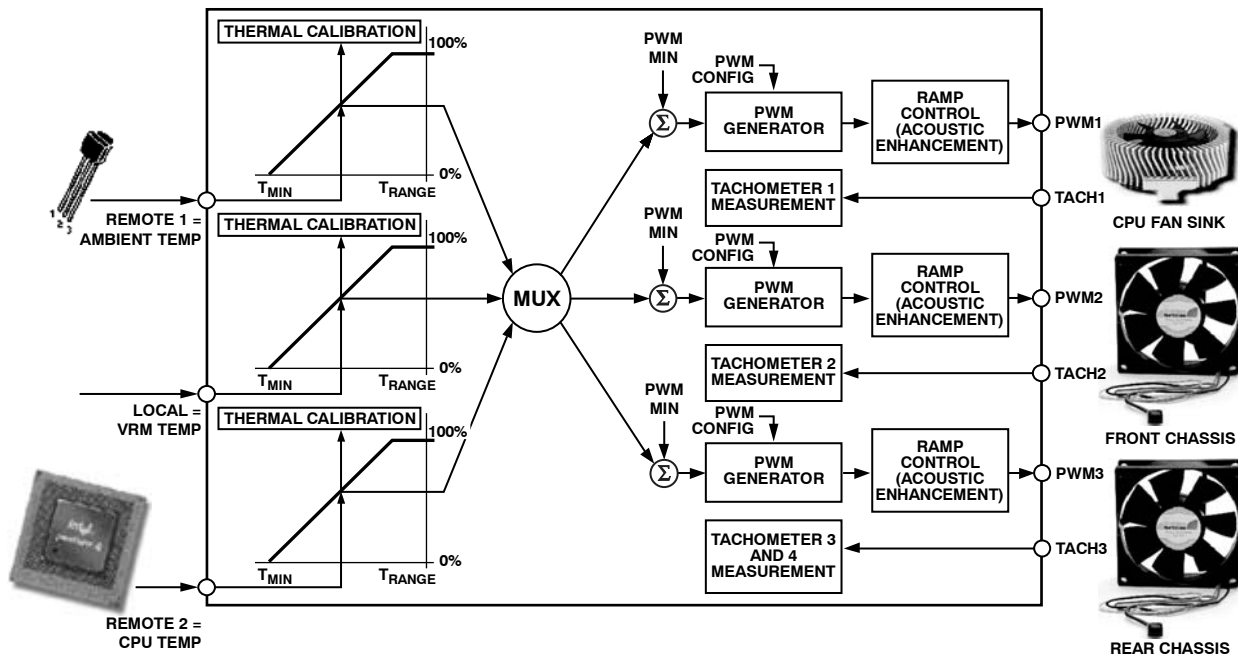 THERMAL CALIBRATION
100%
0%
T_MIN
T_RANGE
REMOTE 1 =
AMBIENT TEMP
1
2
3
THERMAL CALIBRATION
100%
0%
T_MIN
T_RANGE
LOCAL =
VRM TEMP
THERMAL CALIBRATION
100%
0%
T_MIN
T_RANGE
REMOTE 2 =
CPU TEMP
intel
MUX
PWM
MIN
Σ
PWM
CONFIG
PWM
GENERATOR
RAMP
CONTROL
(ACOUSTIC
ENHANCEMENT)
PWM1
TACHOMETER 1
MEASUREMENT
TACH1
CPU FAN SINK
PWM
MIN
Σ
PWM
CONFIG
PWM
GENERATOR
RAMP
CONTROL
(ACOUSTIC
ENHANCEMENT)
PWM2
TACHOMETER 2
MEASUREMENT
TACH2
FRONT CHASSIS
PWM
MIN
Σ
PWM
CONFIG
PWM
GENERATOR
RAMP
CONTROL
(ACOUSTIC
ENHANCEMENT)
PWM3
TACHOMETER 3
AND 4
MEASUREMENT
TACH3
REAR CHASSIS